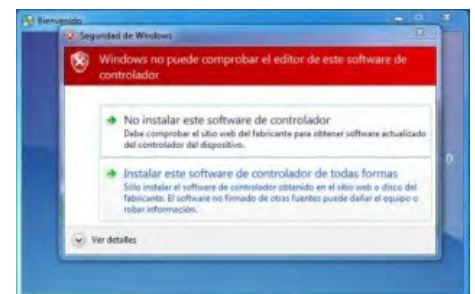 Bienvenido
Seguridad de Windows
Windows no puede comprobar el editor de este software de
controlador
No instalar este software de controlador
Debe comprobar el sitio web del fabricante para obtener software actualizado
del controlador del dispositivo.
Instalar este software de controlador de todas formas
Sólo instalar el software de controlador obtenido en el sitio web o disco del
fabricante. El software no firmado de otras fuentes puede dañar el equipo o
robar información.
Ver detalles